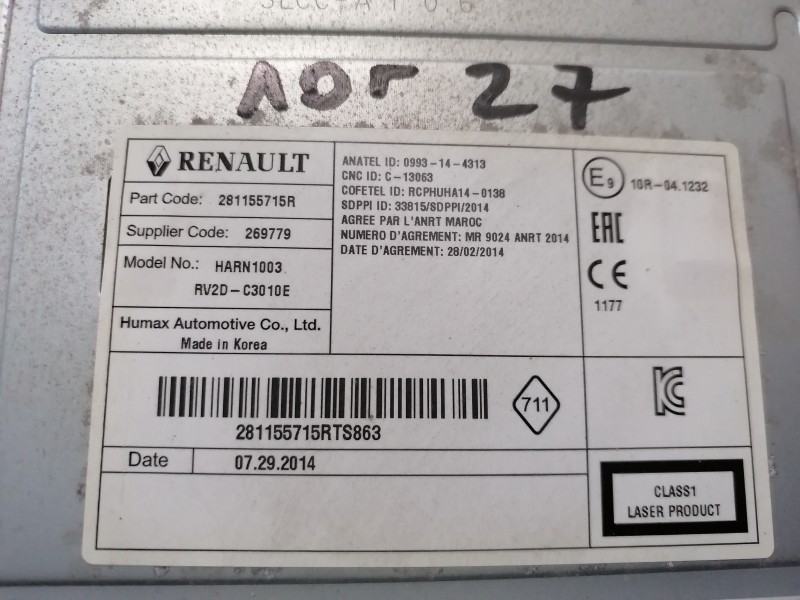 27
RENAULT
Part Code: 281155715R
Supplier Code: 269779
Model No.: HARN1003
RV2D-C3010E
Humax Automotive Co., Ltd.
Made in Korea
ANATEL ID: 0993-14-4313
CNC ID: C-13063
COFETEL ID: RCPHUHA14-0138
SDPPI ID: 33815/SDPPI/2014
AGREE PAR L'ANRT MAROC
NUMERO D'AGREMENT: MR 9024 ANRT 2014
DATE D'AGREMENT: 28/02/2014
E9 10R-04.1232
EAC
CE
1177
281155715RTS863
711
KC
Date 07.29.2014
CLASS1
LASER PRODUCT